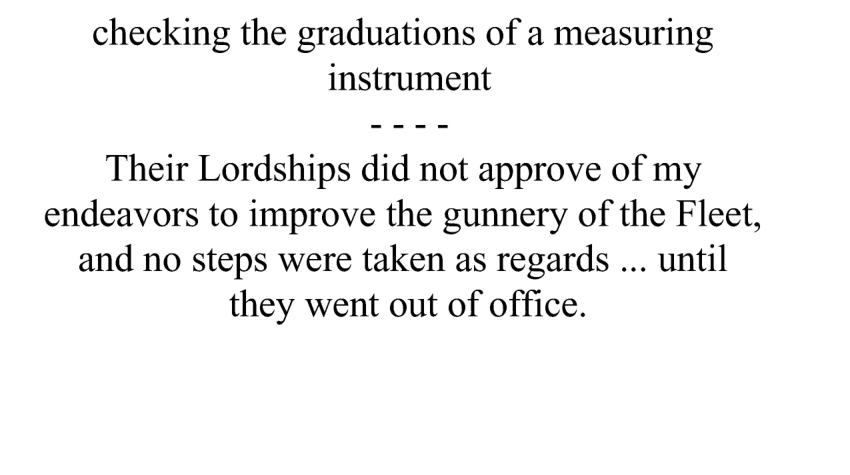 checking the graduations of a measuring
instrument
- - - -
Their Lordships did not approve of my
endeavors to improve the gunnery of the Fleet,
and no steps were taken as regards ... until
they went out of office.